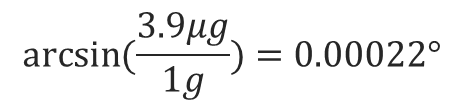 arcsin(3.9μg/1g) = 0.00022°